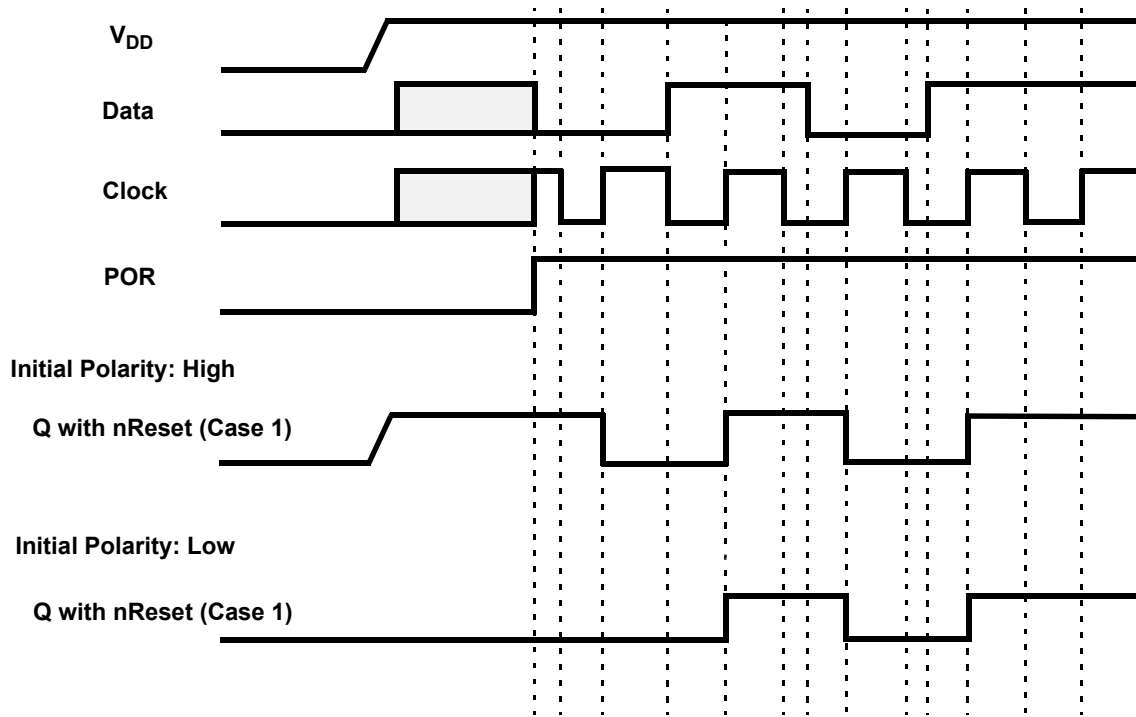 VDD
Data
Clock
POR
Initial Polarity: High
Q with nReset (Case 1)
Initial Polarity: Low
Q with nReset (Case 1)